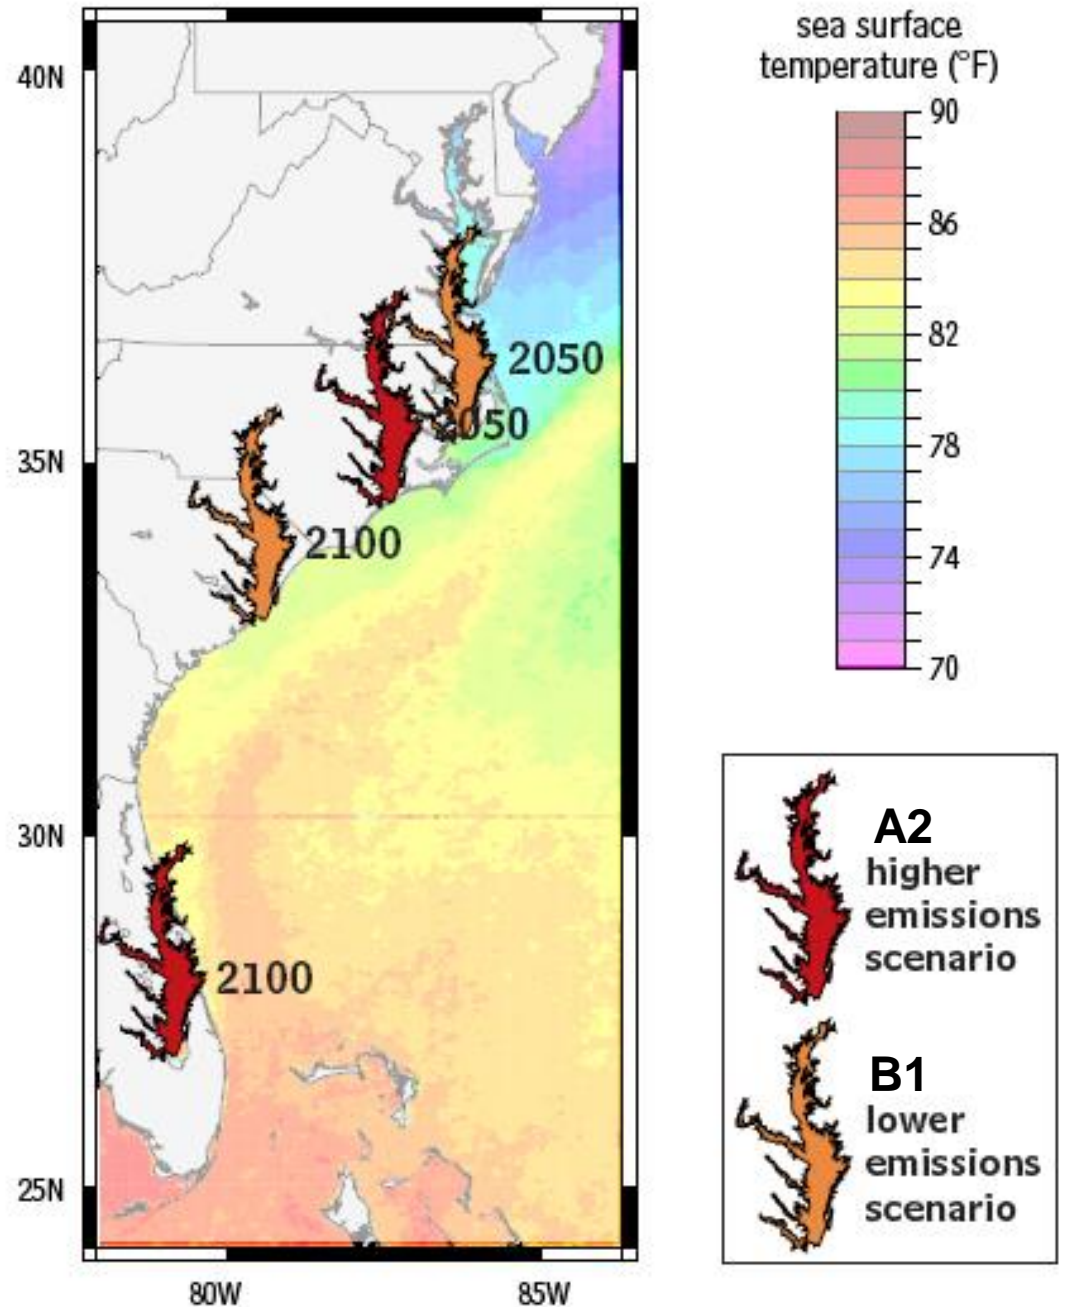 sea surface
temperature (°F)
90
86
82
78
74
70
40N
35N
30N
25N
2050
2050
2100
2100
80W
85W
A2
higher
emissions
scenario
B1
lower
emissions
scenario